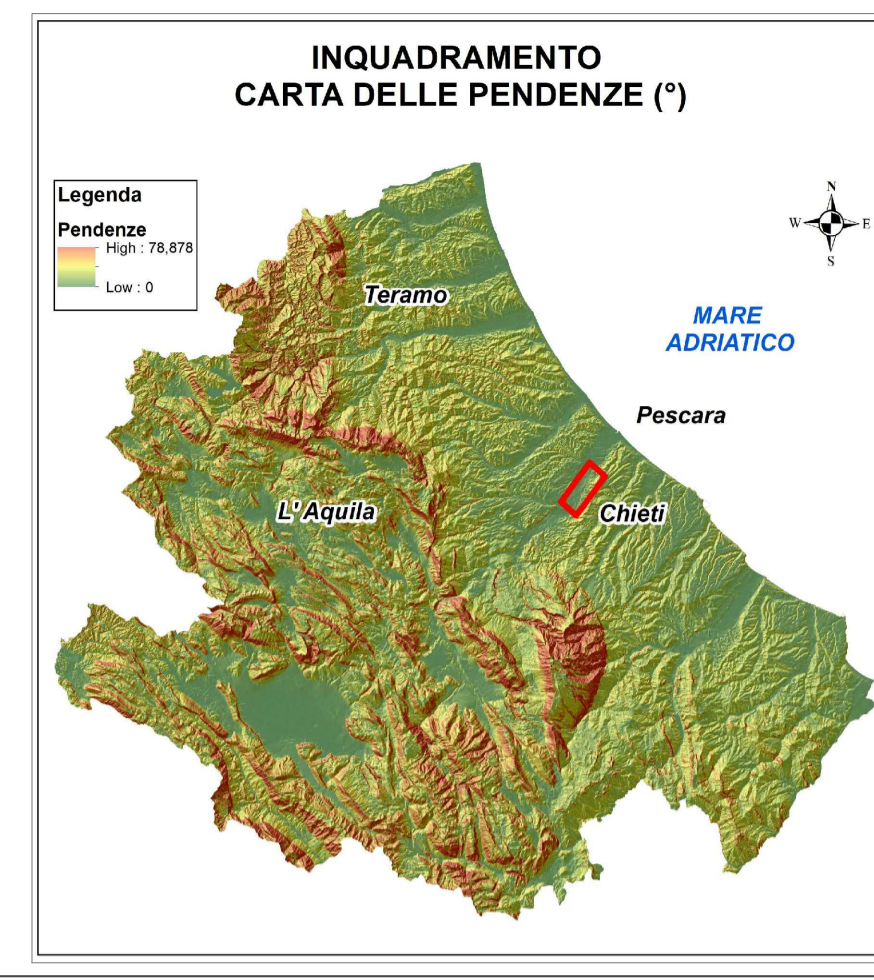 INQUADRAMENTO
CARTA DELLE PENDENZE (°)
Legenda
Pendenze
High : 78,878
Low : 0
N
W
E
S
Teramo
MARE
ADRIATICO
Pescara
L' Aquila
Chieti